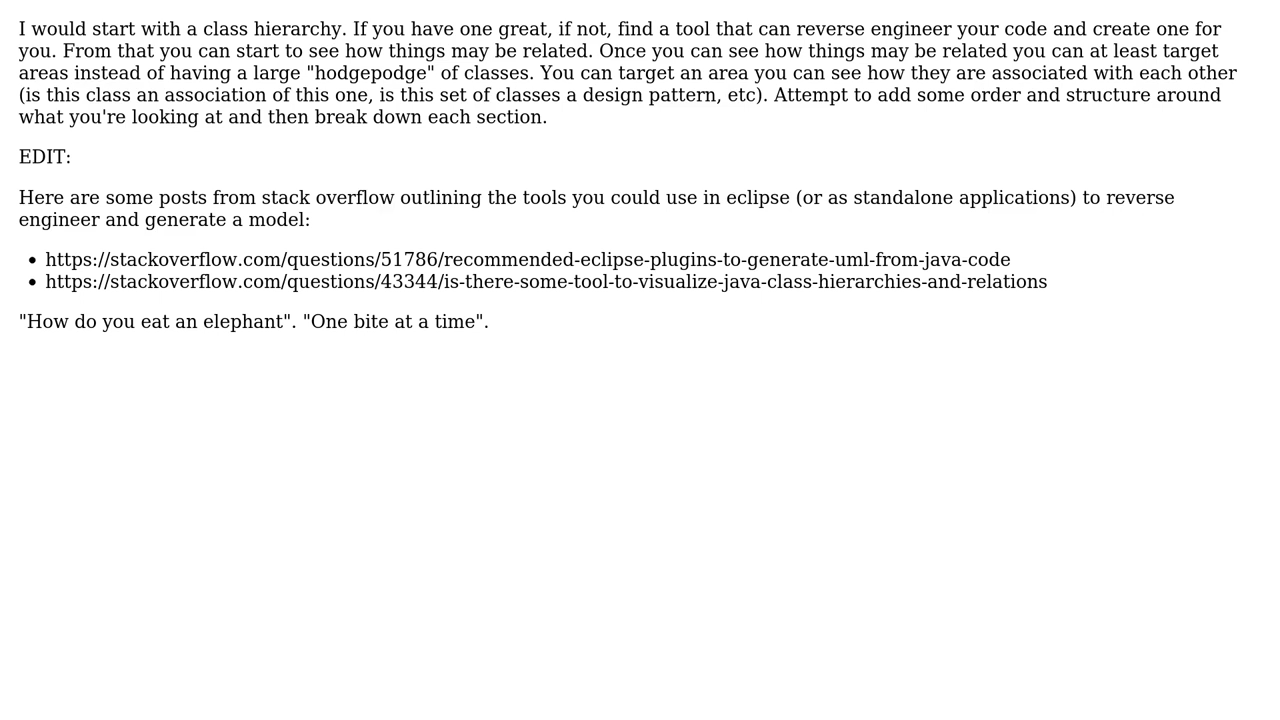 I would start with a class hierarchy. If you have one great, if not, find a tool that can reverse engineer your code and create one for
you. From that you can start to see how things may be related. Once you can see how things may be related you can at least target
areas instead of having a large "hodgepodge" of classes. You can target an area you can see how they are associated with each other
(is this class an association of this one, is this set of classes a design pattern, etc). Attempt to add some order and structure around
what you're looking at and then break down each section.
EDIT:
Here are some posts from stack overflow outlining the tools you could use in eclipse (or as standalone applications) to reverse
engineer and generate a model:
• https://stackoverflow.com/questions/51786/recommended-eclipse-plugins-to-generate-uml-from-java-code
• https://stackoverflow.com/questions/43344/is-there-some-tool-to-visualize-java-class-hierarchies-and-relations
"How do you eat an elephant". "One bite at a time".